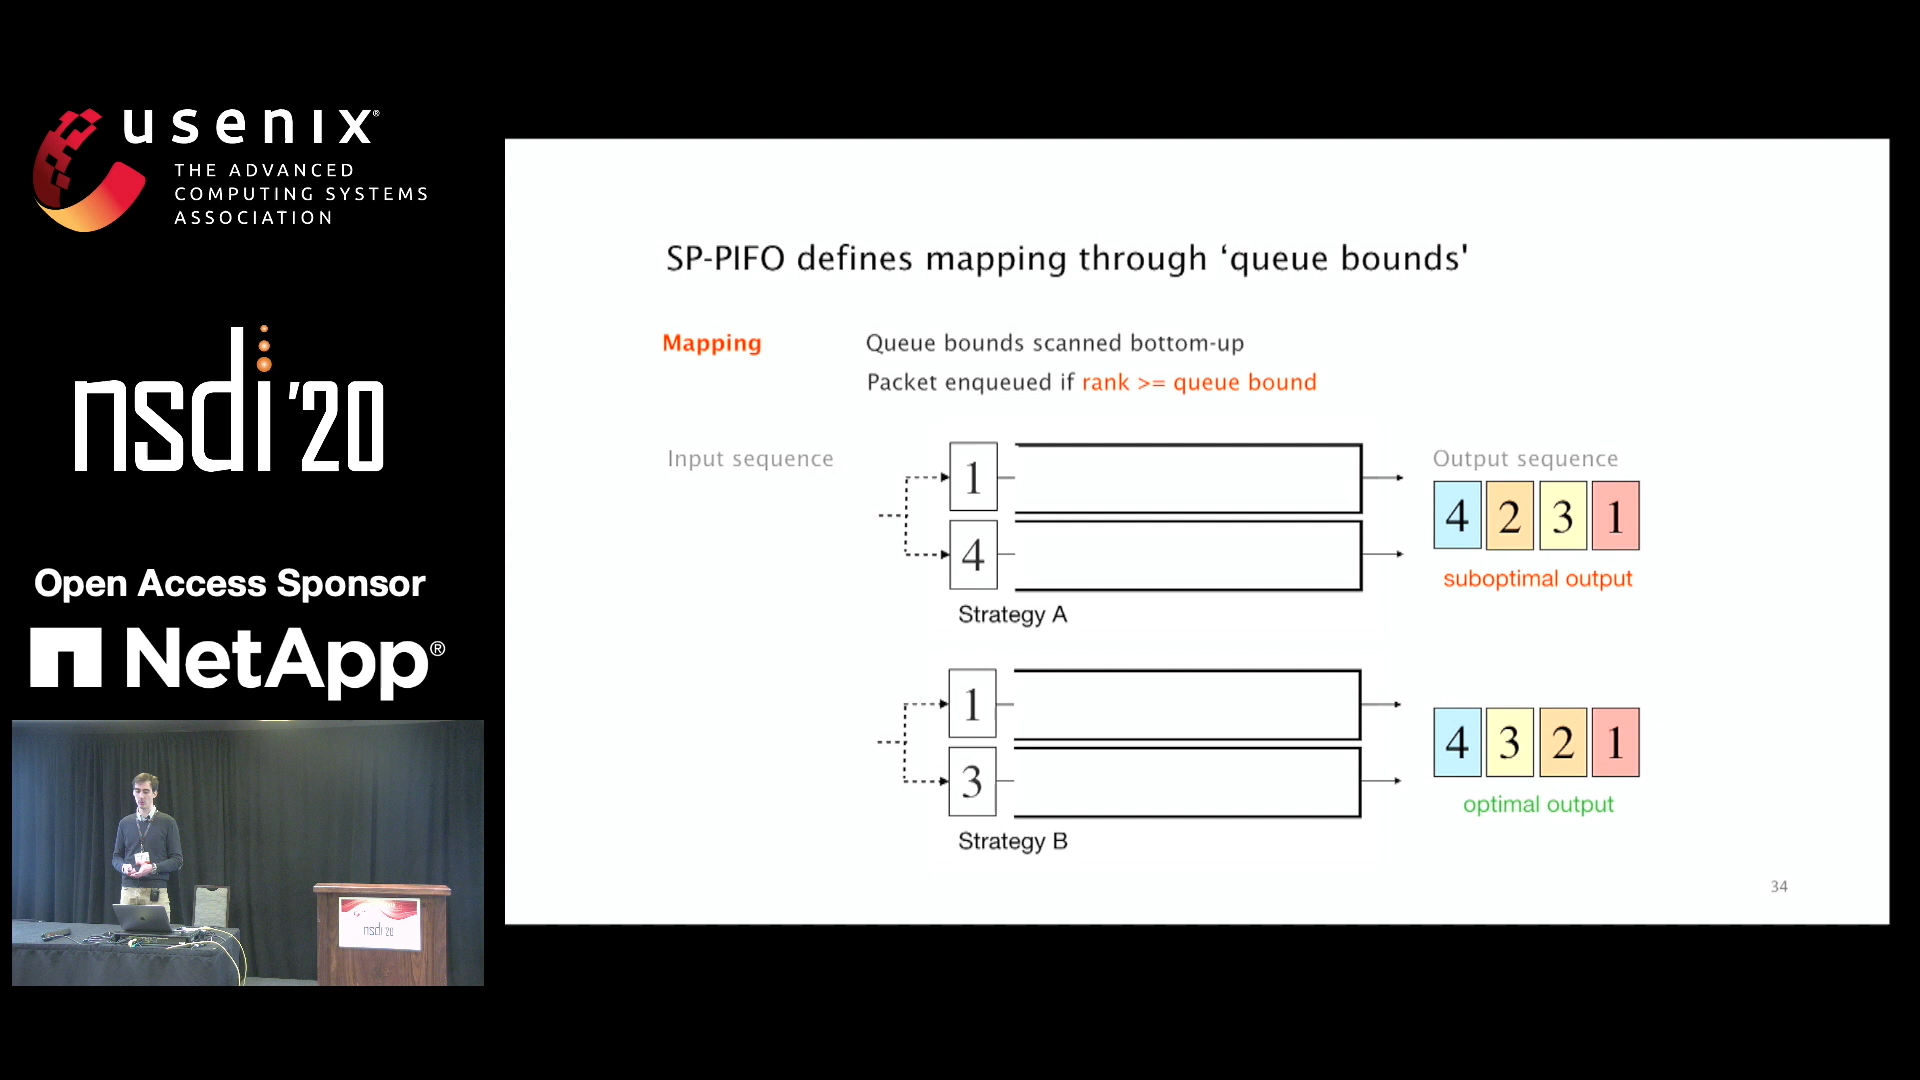 usenix®
THE ADVANCED
COMPUTING SYSTEMS
ASSOCIATION
nsdi '20
Open Access Sponsor
NetApp®
nsdi '20
SP-PIFO defines mapping through ‘queue bounds'
Mapping
Queue bounds scanned bottom-up
Packet enqueued if rank >= queue bound
Input sequence
1
4
Strategy A
Output sequence
4 2 3 1
suboptimal output
1
3
Strategy B
4 3 2 1
optimal output
34